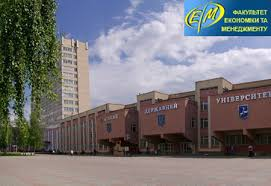 ФАКУЛЬТЕТ
ЕКОНОМІКИ ТА
МЕНЕДЖМЕНТУ
ДЕРЖАВНИЙ
УНІВЕРСИТЕТ